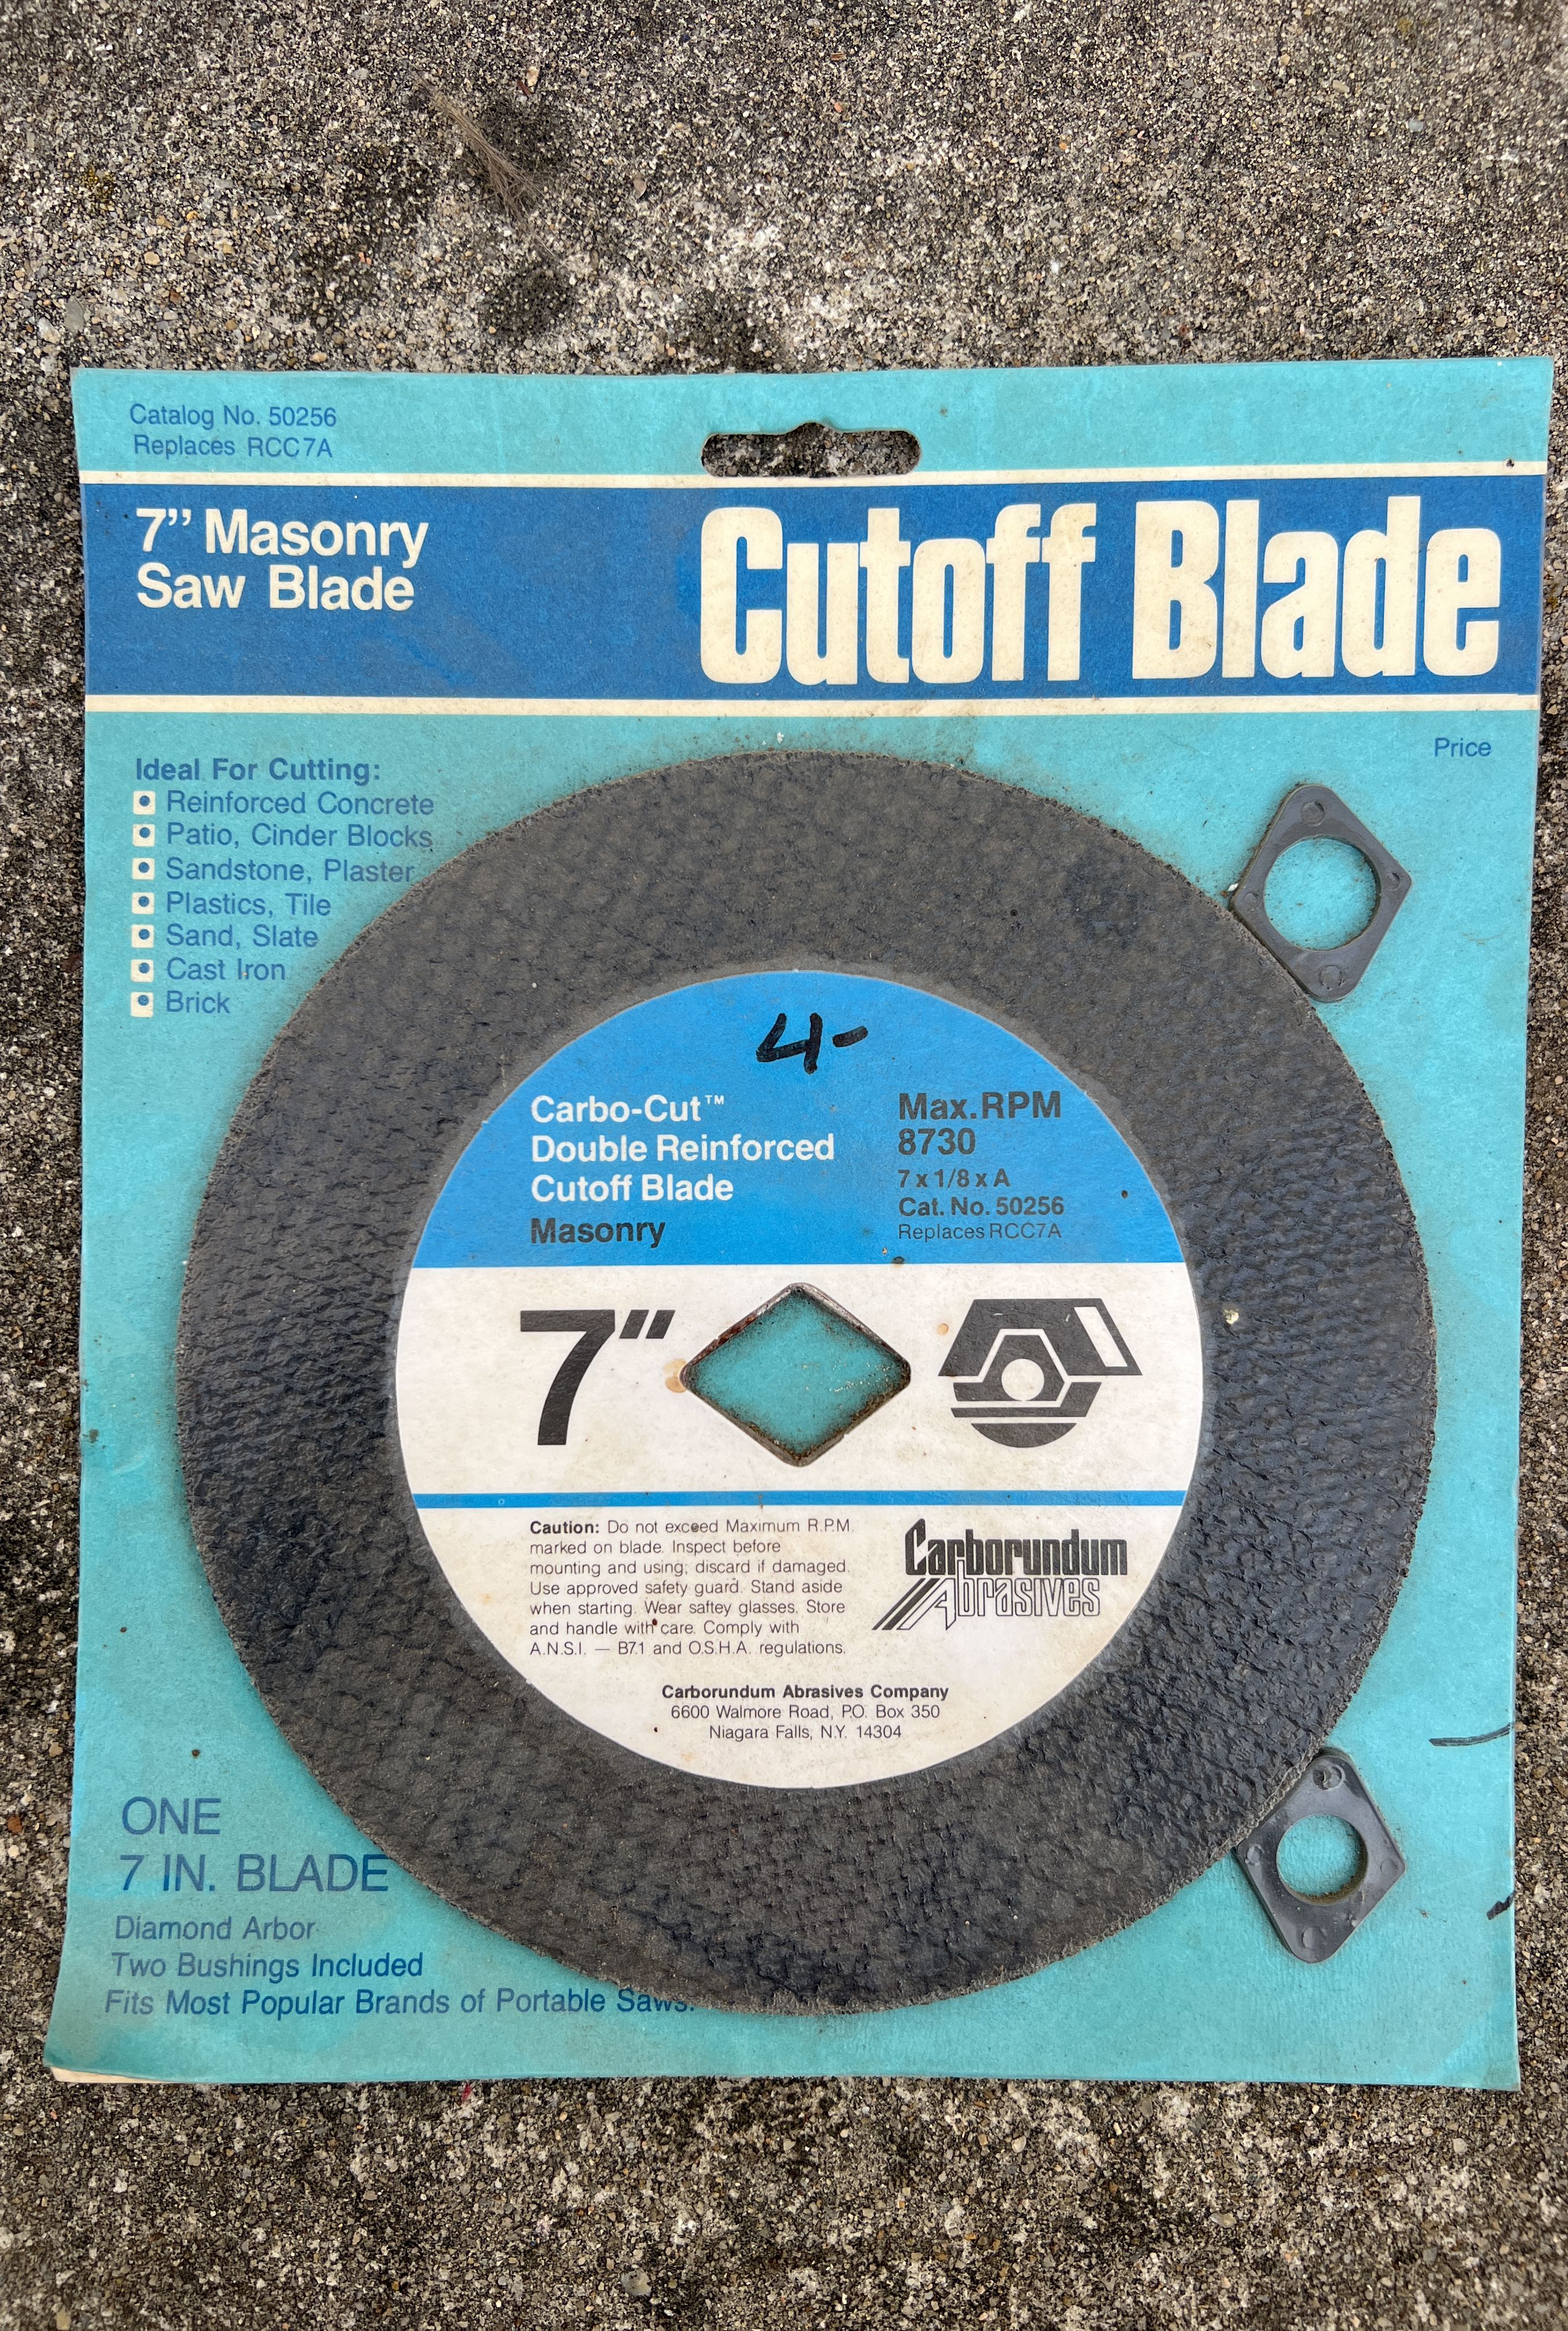 Catalog No. 50256
Replaces RCC7A
7” Masonry
Saw Blade
Cutoff Blade
Price
Ideal For Cutting:
Reinforced Concrete
Patio, Cinder Blocks
Sandstone, Plaster
Plastics, Tile
Sand, Slate
Cast Iron
Brick
4-
Carbo-Cut™
Double Reinforced
Cutoff Blade
Masonry
Max. RPM
8730
7 x 1/8 x A
Cat. No. 50256
Replaces RCC7A
7"
Caution: Do not exceed Maximum R.P.M.
marked on blade. Inspect before
mounting and using; discard if damaged.
Use approved safety guard. Stand aside
when starting. Wear saftey glasses. Store
and handle with care. Comply with
A.N.S.I. — B7.1 and O.S.H.A. regulations.
Carborundum
Abrasives
Carborundum Abrasives Company
6600 Walmore Road, P.O. Box 350
Niagara Falls, N.Y. 14304
ONE
7 IN. BLADE
Diamond Arbor
Two Bushings Included
Fits Most Popular Brands of Portable Saws.